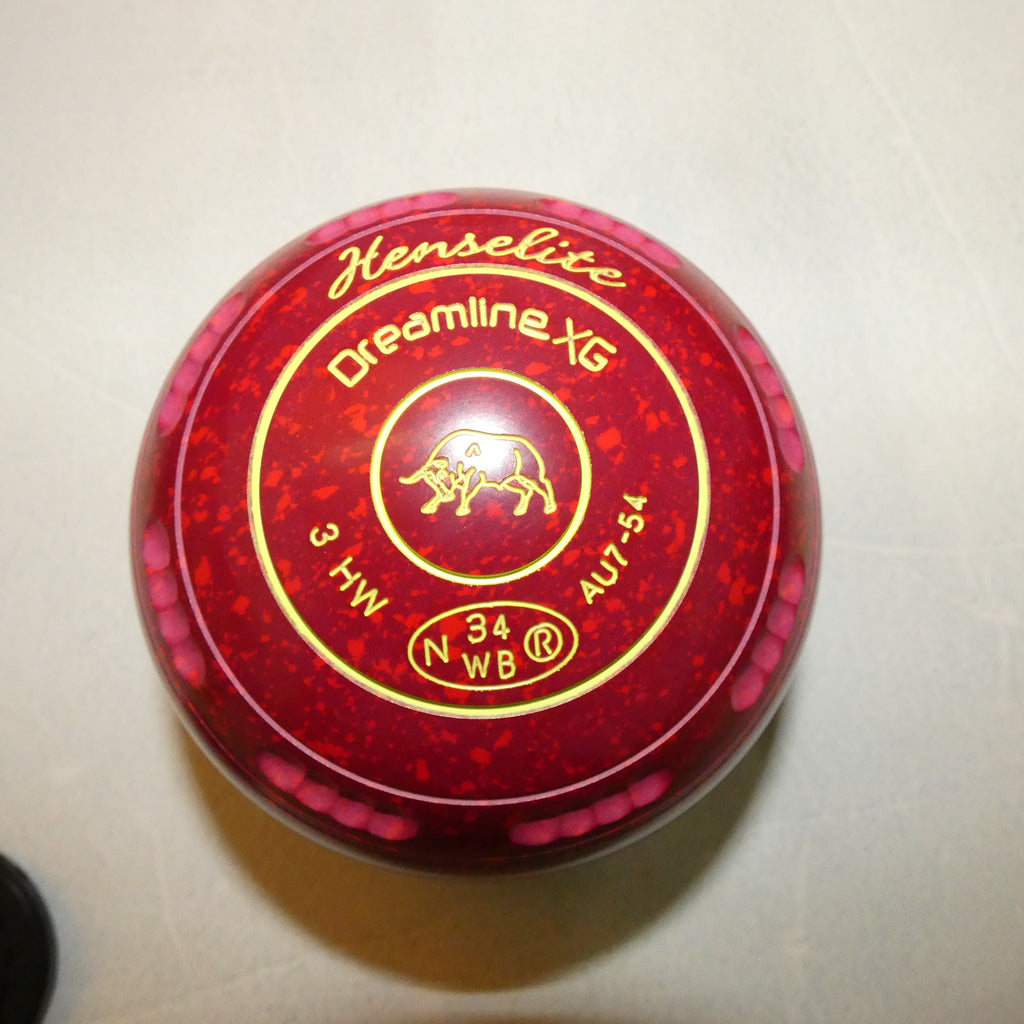 Henselite
Dreamline XG
3 HW
AU7-54
N 34 ®
WB